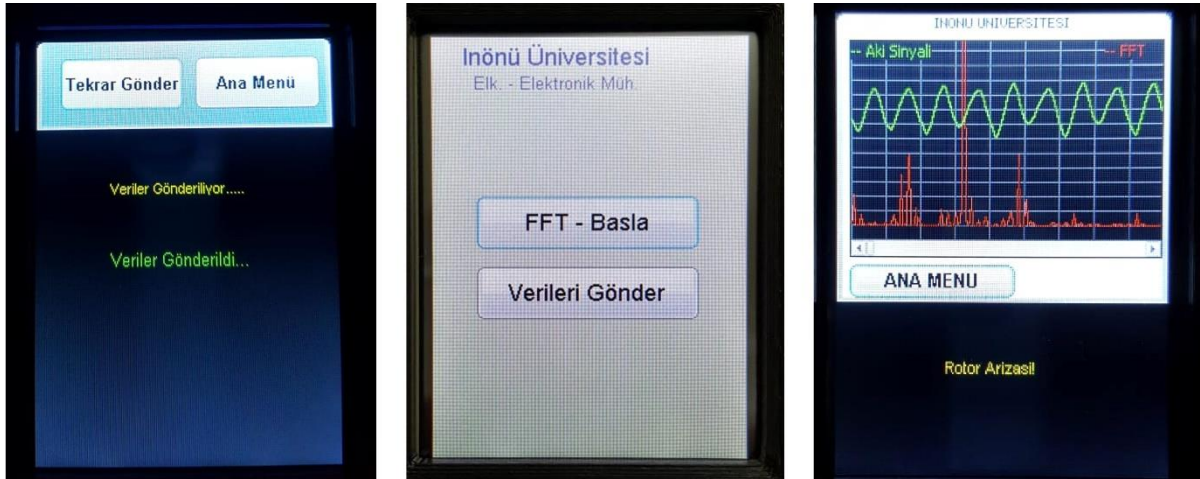 Tekrar Gönder
Ana Menü
Veriler Gönderiliyor.....
Veriler Gönderildi...
Inönü Üniversitesi
Elk. - Elektronik Müh.
FFT - Basla
Verileri Gönder
INONU UNIVERSITESI
-- Aki Sinyali
-- FFT
ANA MENU
Rotor Arizasi!